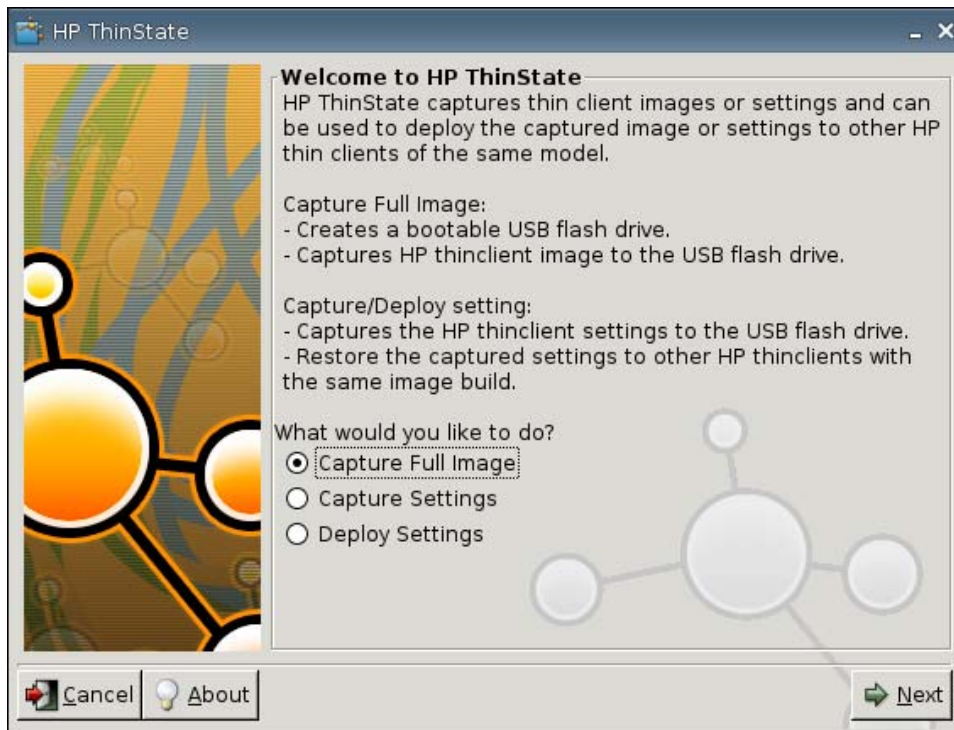 HP ThinState
Welcome to HP ThinState
HP ThinState captures thin client images or settings and can
be used to deploy the captured image or settings to other HP
thin clients of the same model.
Capture Full Image:
- Creates a bootable USB flash drive.
- Captures HP thinclient image to the USB flash drive.
Capture/Deploy setting:
- Captures the HP thinclient settings to the USB flash drive.
- Restore the captured settings to other HP thinclients with
the same image build.
What would you like to do?
Capture Full Image
Capture Settings
Deploy Settings
Cancel
About
Next